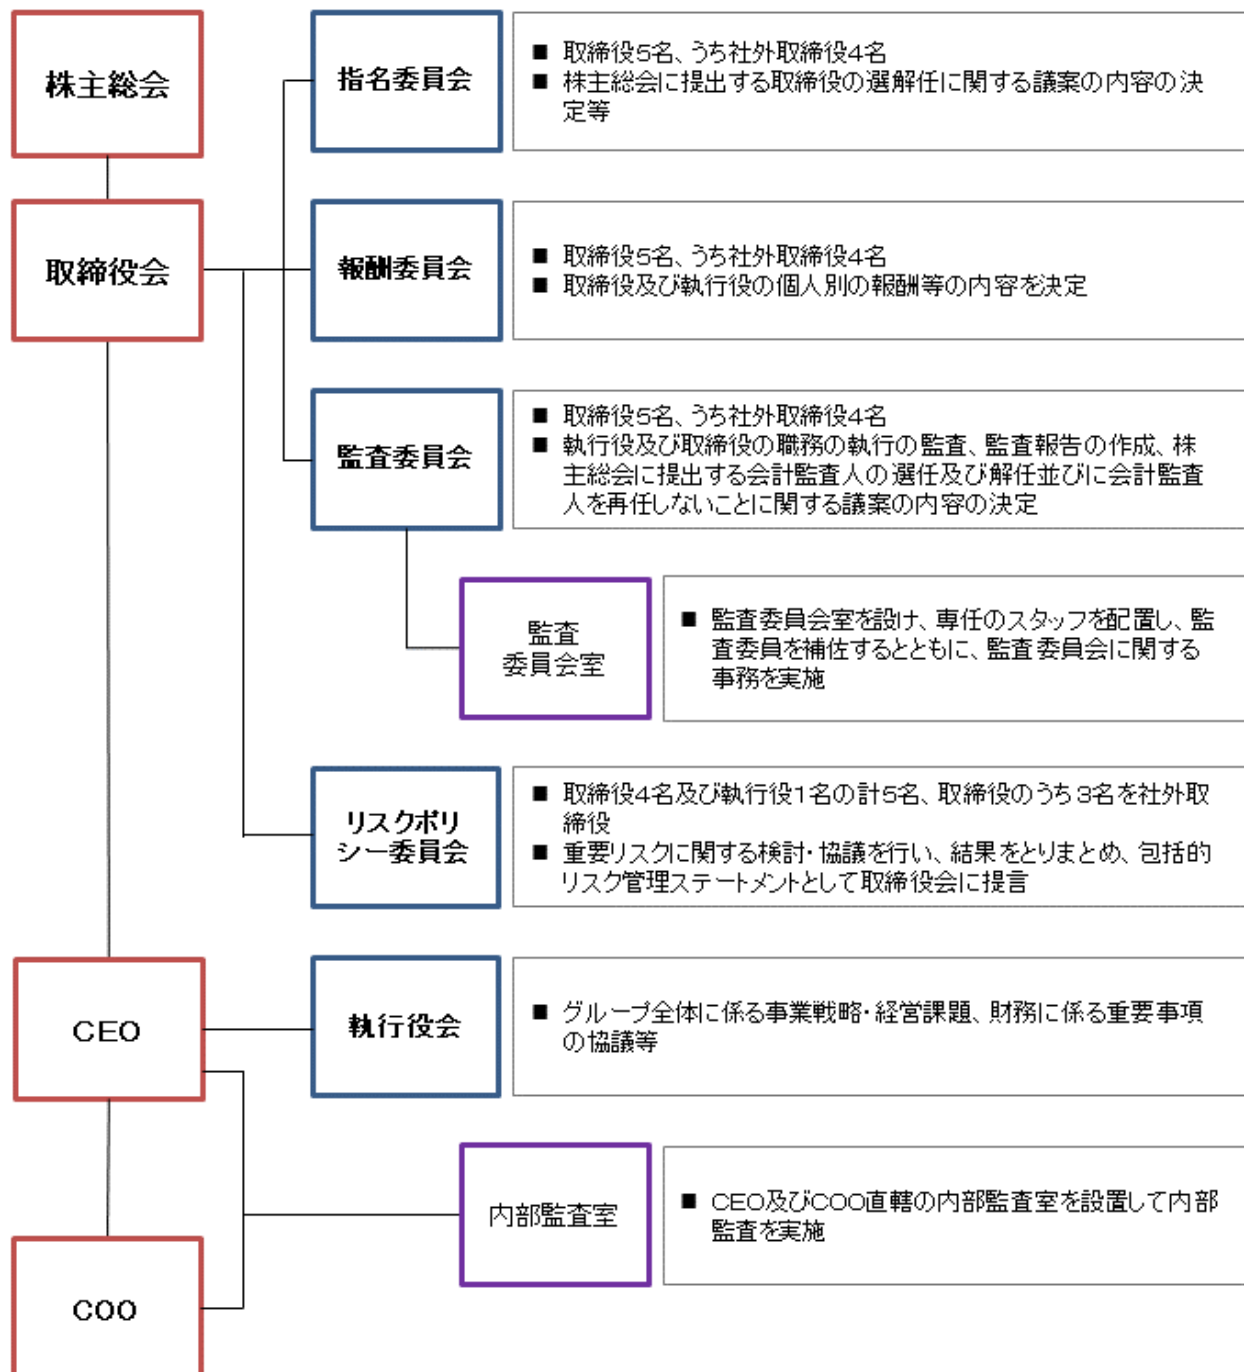 株主総会
指名委員会
■ 取締役5名、うち社外取締役4名
■ 株主総会に提出する取締役の選解任に関する議案の内容の決
定等
取締役会
報酬委員会
■ 取締役5名、うち社外取締役4名
■ 取締役及び執行役の個人別の報酬等の内容を決定
監査委員会
■ 取締役5名、うち社外取締役4名
■ 執行役及び取締役の職務の執行の監査、監査報告の作成、株
主総会に提出する会計監査人の選任及び解任並びに会計監査
人を再任しないことに関する議案の内容の決定
監査
委員会室
■ 監査委員会室を設け、専任のスタッフを配置し、監
査委員を補佐するとともに、監査委員会に関する
事務を実施
リスクポリ
シー委員会
■ 取締役4名及び執行役1名の計5名、取締役のうち3名を社外取
締役
■ 重要リスクに関する検討・協議を行い、結果をとりまとめ、包括的
リスク管理ステートメントとして取締役会に提言
CEO
執行役会
■ グループ全体に係る事業戦略・経営課題、財務に係る重要事項
の協議等
内部監査室
■ CEO及びCOO直轄の内部監査室を設置して内部
監査を実施
COO